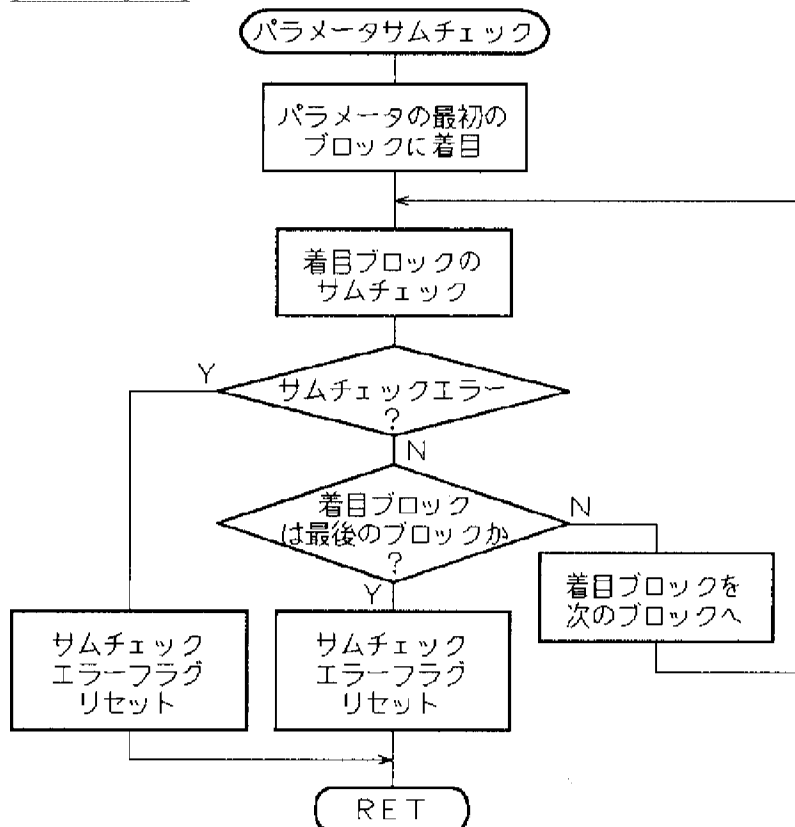 パラメータサムチェック
パラメータの最初の
ブロックに着目
着目ブロックの
サムチェック
Y
サムチェックエラー
?
N
着目ブロック
は最後のブロックか
?
N
Y
着目ブロックを
次のブロックへ
サムチェック
エラーフラグ
リセット
サムチェック
エラーフラグ
リセット
RET